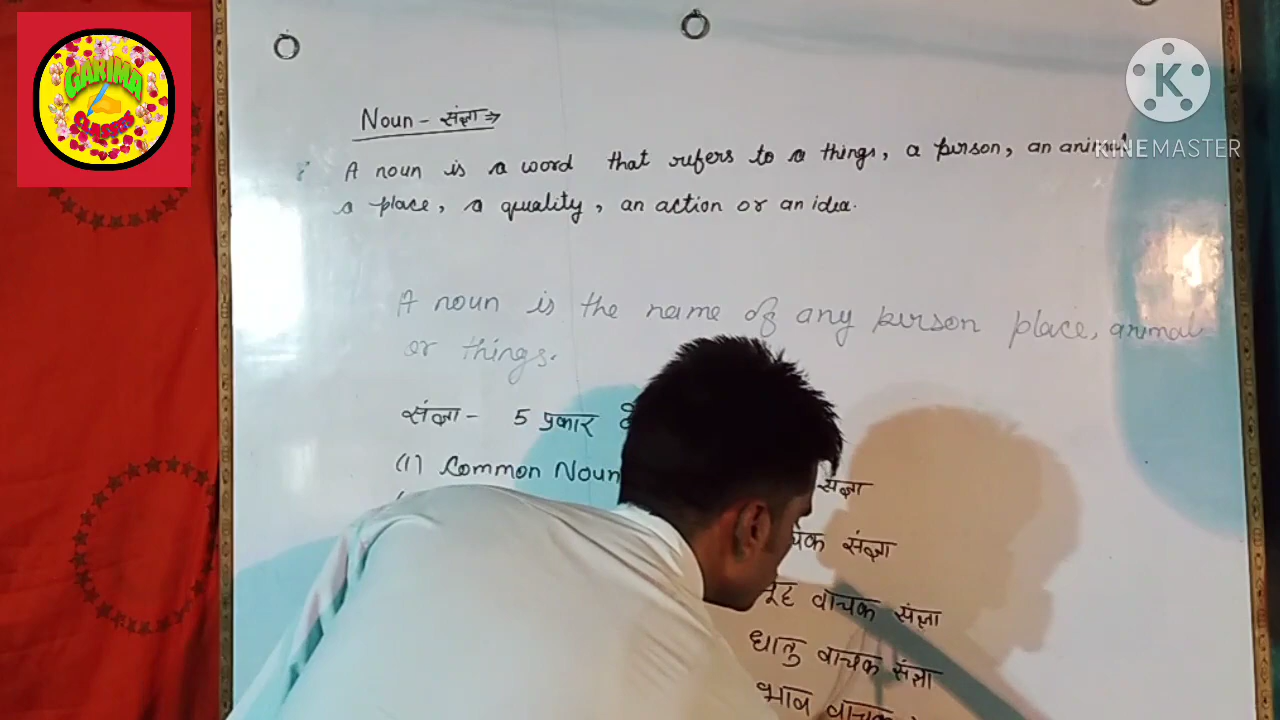 GARIMA
CLASSES
K
KINEMASTER
Noun - संज्ञा ⇒
A noun is a word that refers to a things, a person, an animal
a place, a quality, an action or an idea.
A noun is the name of any person place, animal
or things.
संज्ञा - 5 प्रकार
(1) Common Noun संज्ञा
संज्ञा
वाचक संज्ञा
धातु वाचक संज्ञा
भाव वाचक